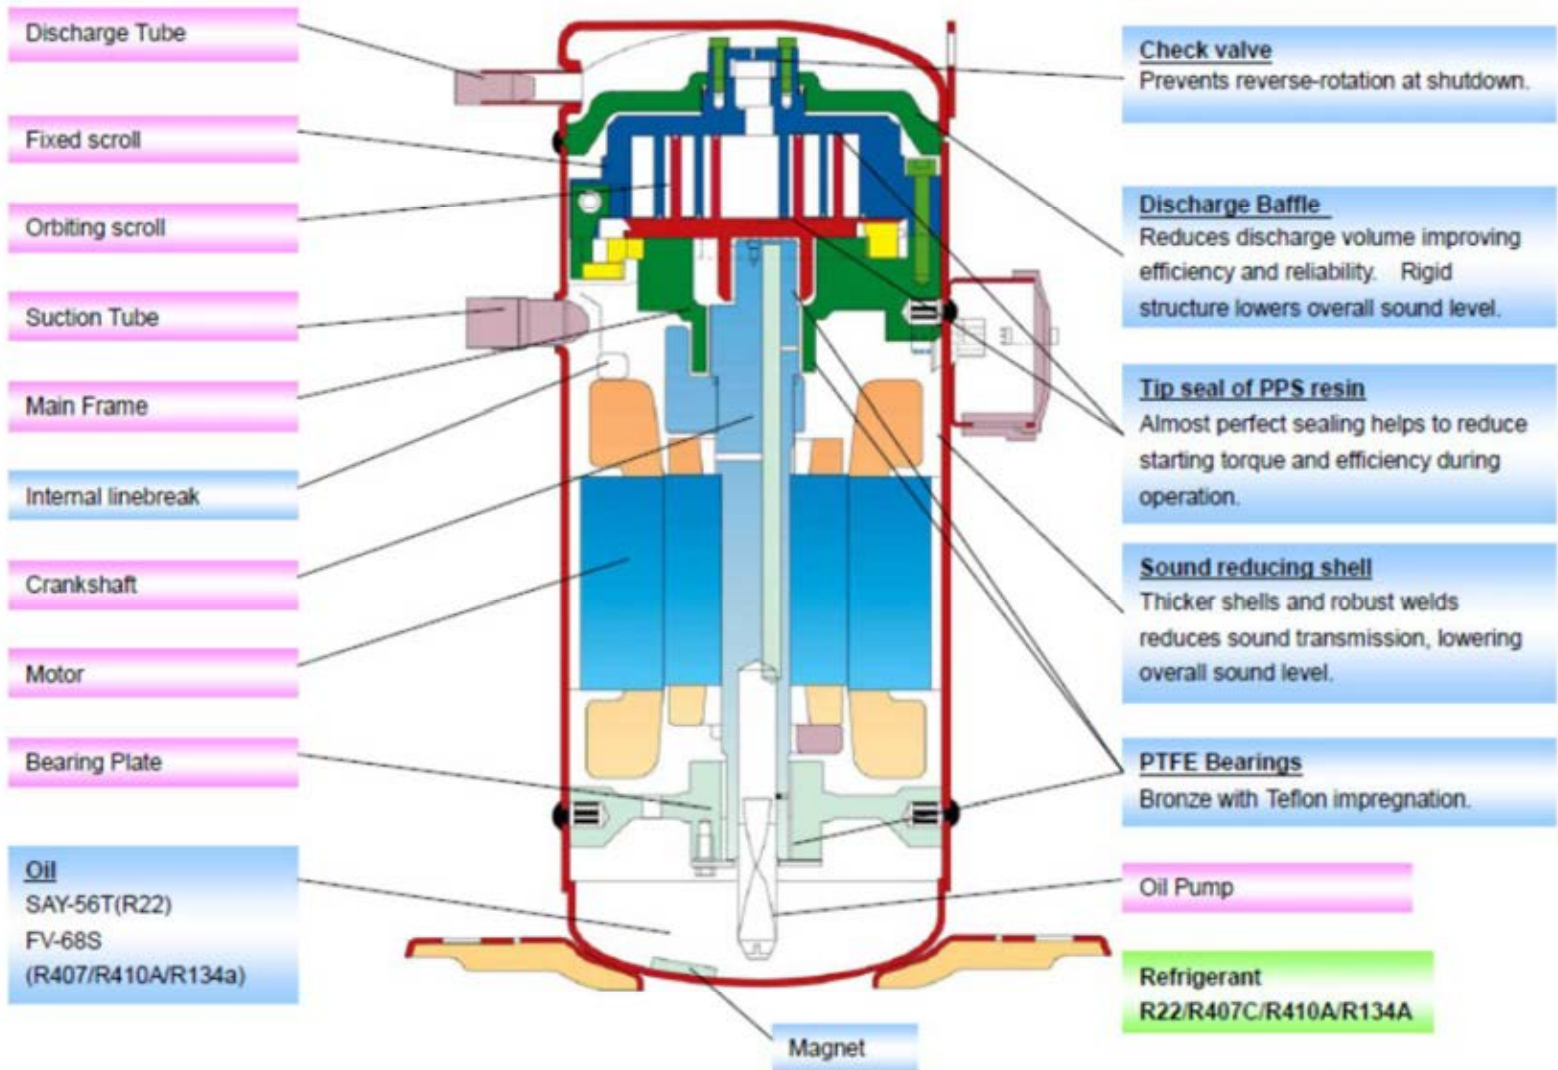 Discharge Tube
Fixed scroll
Orbiting scroll
Suction Tube
Main Frame
Internal linebreak
Crankshaft
Motor
Bearing Plate
Oil
SAY-56T(R22)
FV-68S
(R407/R410A/R134a)
Check valve
Prevents reverse-rotation at shutdown.
Discharge Baffle
Reduces discharge volume improving
efficiency and reliability. Rigid
structure lowers overall sound level.
Tip seal of PPS resin
Almost perfect sealing helps to reduce
starting torque and efficiency during
operation.
Sound reducing shell
Thicker shells and robust welds
reduces sound transmission, lowering
overall sound level.
PTFE Bearings
Bronze with Teflon impregnation.
Oil Pump
Refrigerant
R22/R407C/R410A/R134A
Magnet